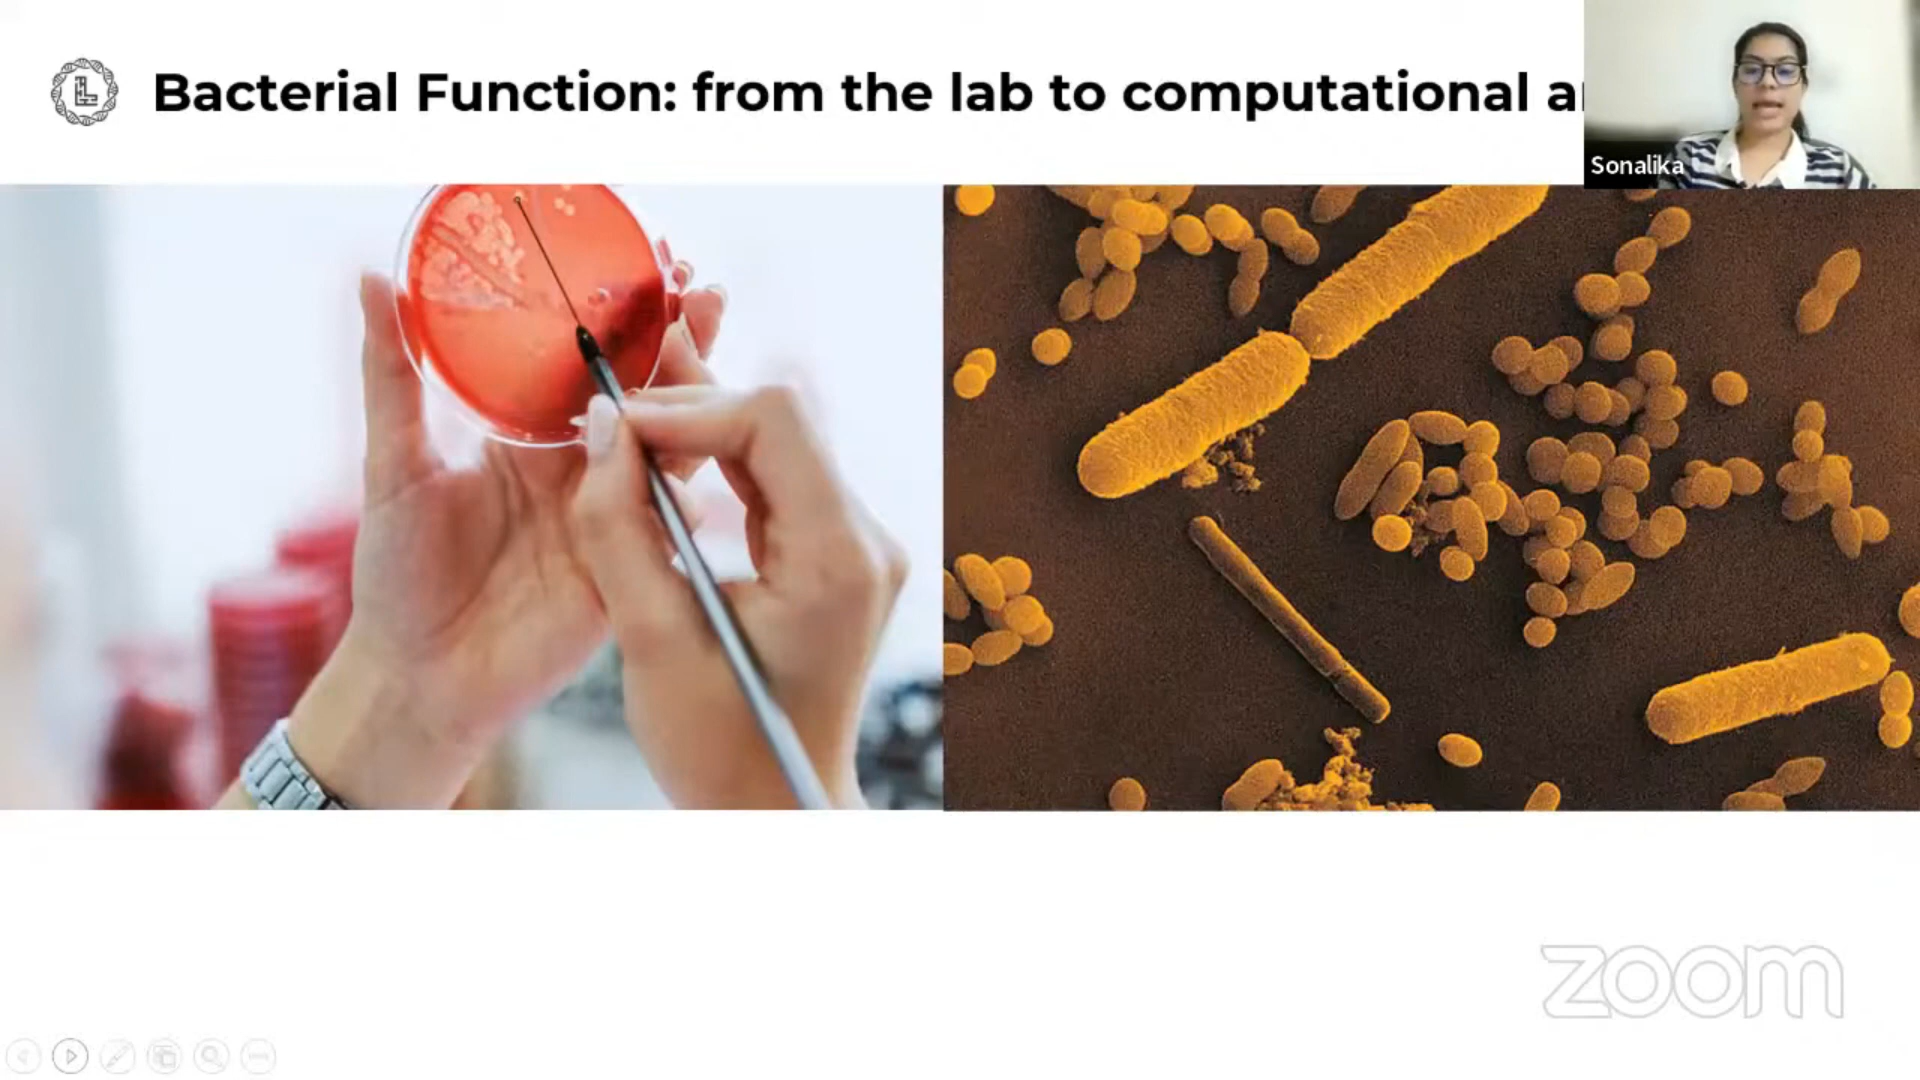 Bacterial Function: from the lab to computational
Sonalika
zoom